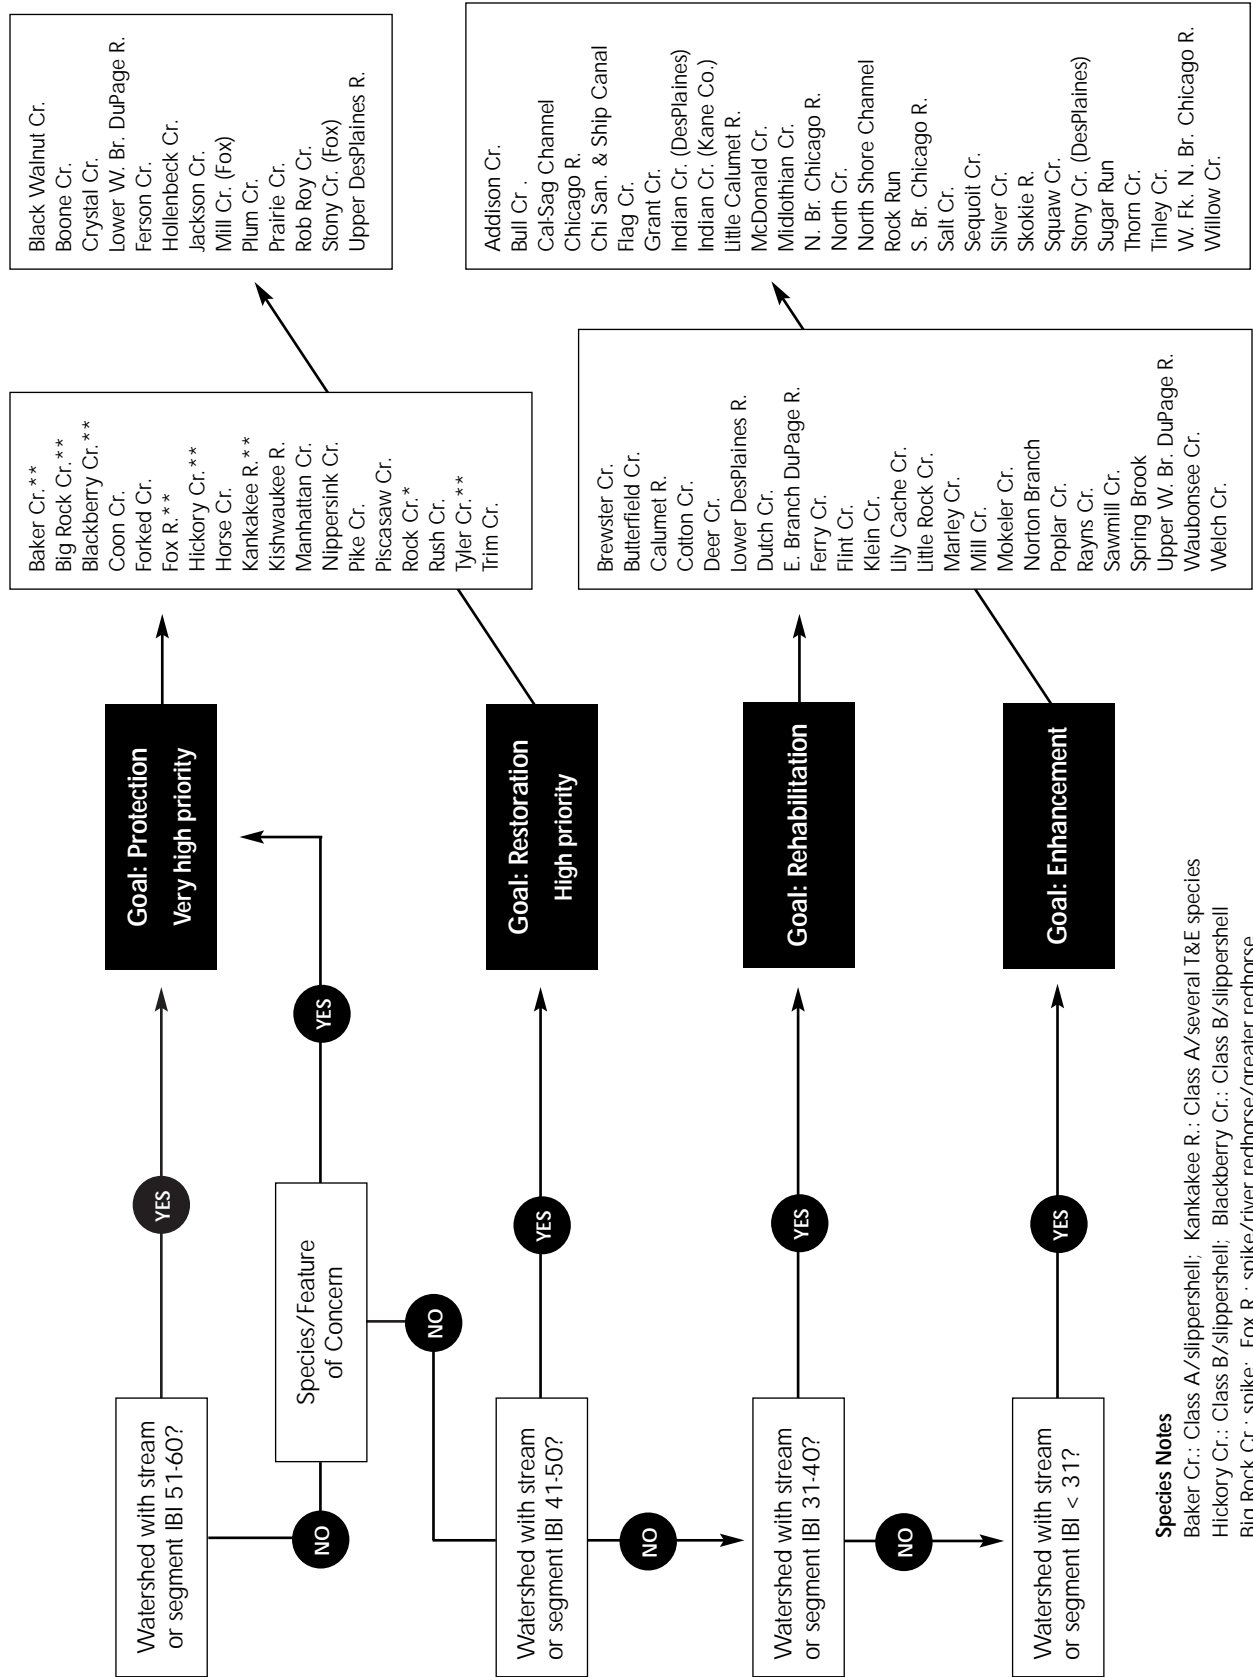 Watershed with stream
or segment IBI 51-60?
YES
Goal: Protection
Very high priority
Baker Cr.**
Big Rock Cr.**
Blackberry Cr.**
Coon Cr.
Forked Cr.
Fox R.**
Hickory Cr.**
Horse Cr.
Kankakee R.**
Kishwaukee R.
Manhattan Cr.
Nippersink Cr.
Pike Cr.
Piscasaw Cr.
Rock Cr.*
Rush Cr.
Tyler Cr.**
Trim Cr.
NO
Species/Feature
of Concern
YES
NO
Watershed with stream
or segment IBI 41-50?
YES
Goal: Restoration
High priority
Black Walnut Cr.
Boone Cr.
Crystal Cr.
Lower W. Br. DuPage R.
Ferson Cr.
Hollenbeck Cr.
Jackson Cr.
Mill Cr. (Fox)
Plum Cr.
Prairie Cr.
Rob Roy Cr.
Stony Cr. (Fox)
Upper DesPlaines R.
NO
Watershed with stream
or segment IBI 31-40?
YES
Goal: Rehabilitation
Brewster Cr.
Butterfield Cr.
Calumet R.
Cotton Cr.
Deer Cr.
Lower DesPlaines R.
Dutch Cr.
E. Branch DuPage R.
Ferry Cr.
Flint Cr.
Klein Cr.
Lily Cache Cr.
Little Rock Cr.
Marley Cr.
Mill Cr.
Mokeler Cr.
Norton Branch
Poplar Cr.
Rayns Cr.
Sawmill Cr.
Spring Brook
Upper W. Br. DuPage R.
Waubonsee Cr.
Welch Cr.
NO
Watershed with stream
or segment IBI < 31?
YES
Goal: Enhancement
Addison Cr.
Bull Cr .
Cal-Sag Channel
Chicago R.
Chi San. & Ship Canal
Flag Cr.
Grant Cr.
Indian Cr. (DesPlaines)
Indian Cr. (Kane Co.)
Little Calumet R.
McDonald Cr.
Midlothian Cr.
N. Br. Chicago R.
North Cr.
North Shore Channel
Rock Run
S. Br. Chicago R.
Salt Cr.
Sequoit Cr.
Silver Cr.
Skokie R.
Squaw Cr.
Stony Cr. (DesPlaines)
Sugar Run
Thorn Cr.
Tinley Cr.
W. Fk. N. Br. Chicago R.
Willow Cr.
Species Notes
Baker Cr.: Class A/slippershell; Kankakee R.: Class A/several T&E species
Hickory Cr.: Class B/slippershell; Blackberry Cr.: Class B/slippershell
Big Rock Cr.: spike; Fox R.: spike/river redhorse/greater redhorse